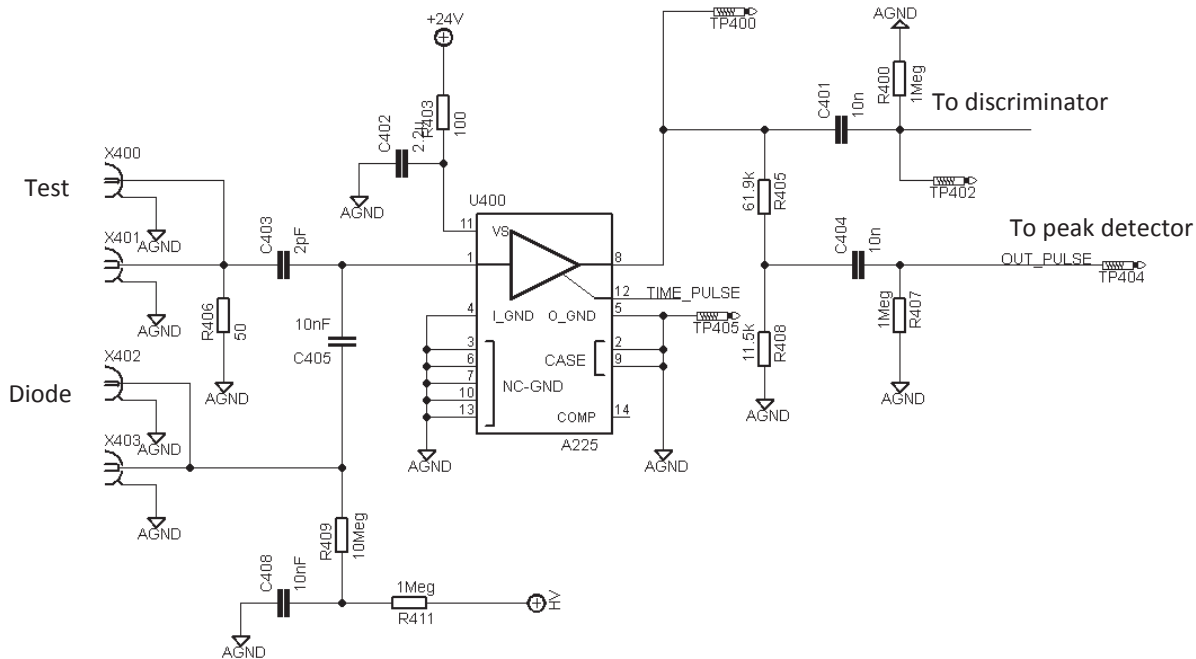 +24V
TP400
AGND
R400
1Meg
C401
10n
To discriminator
TP402
R403
100
C402
2.2u
AGND
X400
Test
AGND
X401
AGND
C403
2pF
R406
50
AGND
10nF
C405
U400
11
VS
1
8
12
TIME_PULSE
4
I_GND
O_GND
5
TP405
3
6
7
10
13
NC-GND
CASE
2
9
COMP
14
A225
AGND
AGND
61.9k
R405
C404
10n
To peak detector
OUT_PULSE
TP404
1Meg
R407
AGND
11.5k
R408
AGND
X402
Diode
AGND
X403
AGND
R409
10Meg
C408
10nF
AGND
1Meg
R411
HV